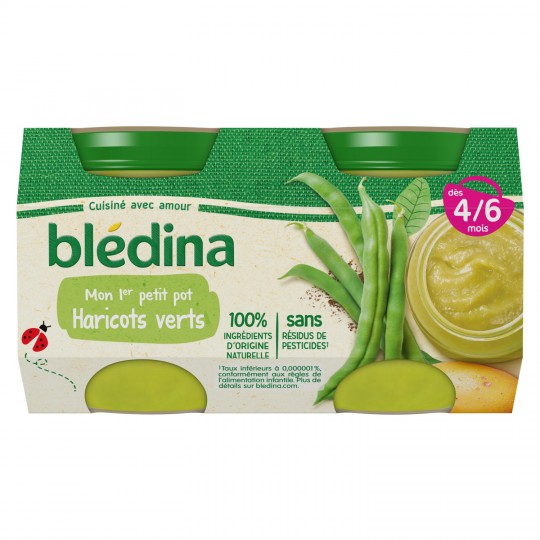 Cuisiné avec amour
blédina
Mon 1er petit pot
Haricots verts
100%
INGRÉDIENTS
D'ORIGINE
NATURELLE
sans
RÉSIDUS DE
PESTICIDES¹
¹Taux inférieurs à 0,000001%,
conformément aux règles de
l'alimentation infantile. Plus de
détails sur bledina.com.
dès
4/6
mois